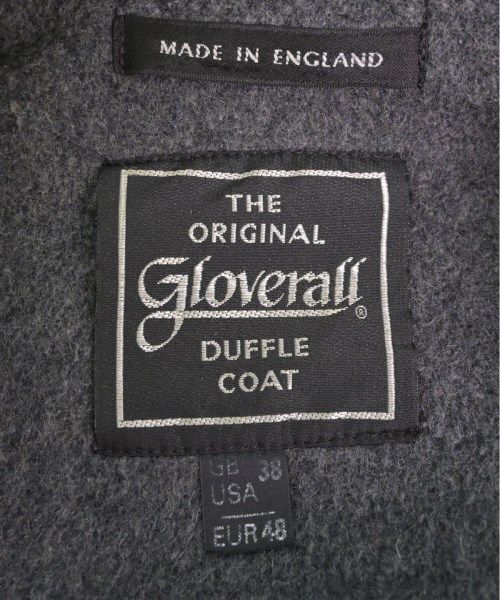 MADE IN ENGLAND
THE
ORIGINAL
Gloverall®
DUFFLE
COAT
GB 38
USA
EUR 48